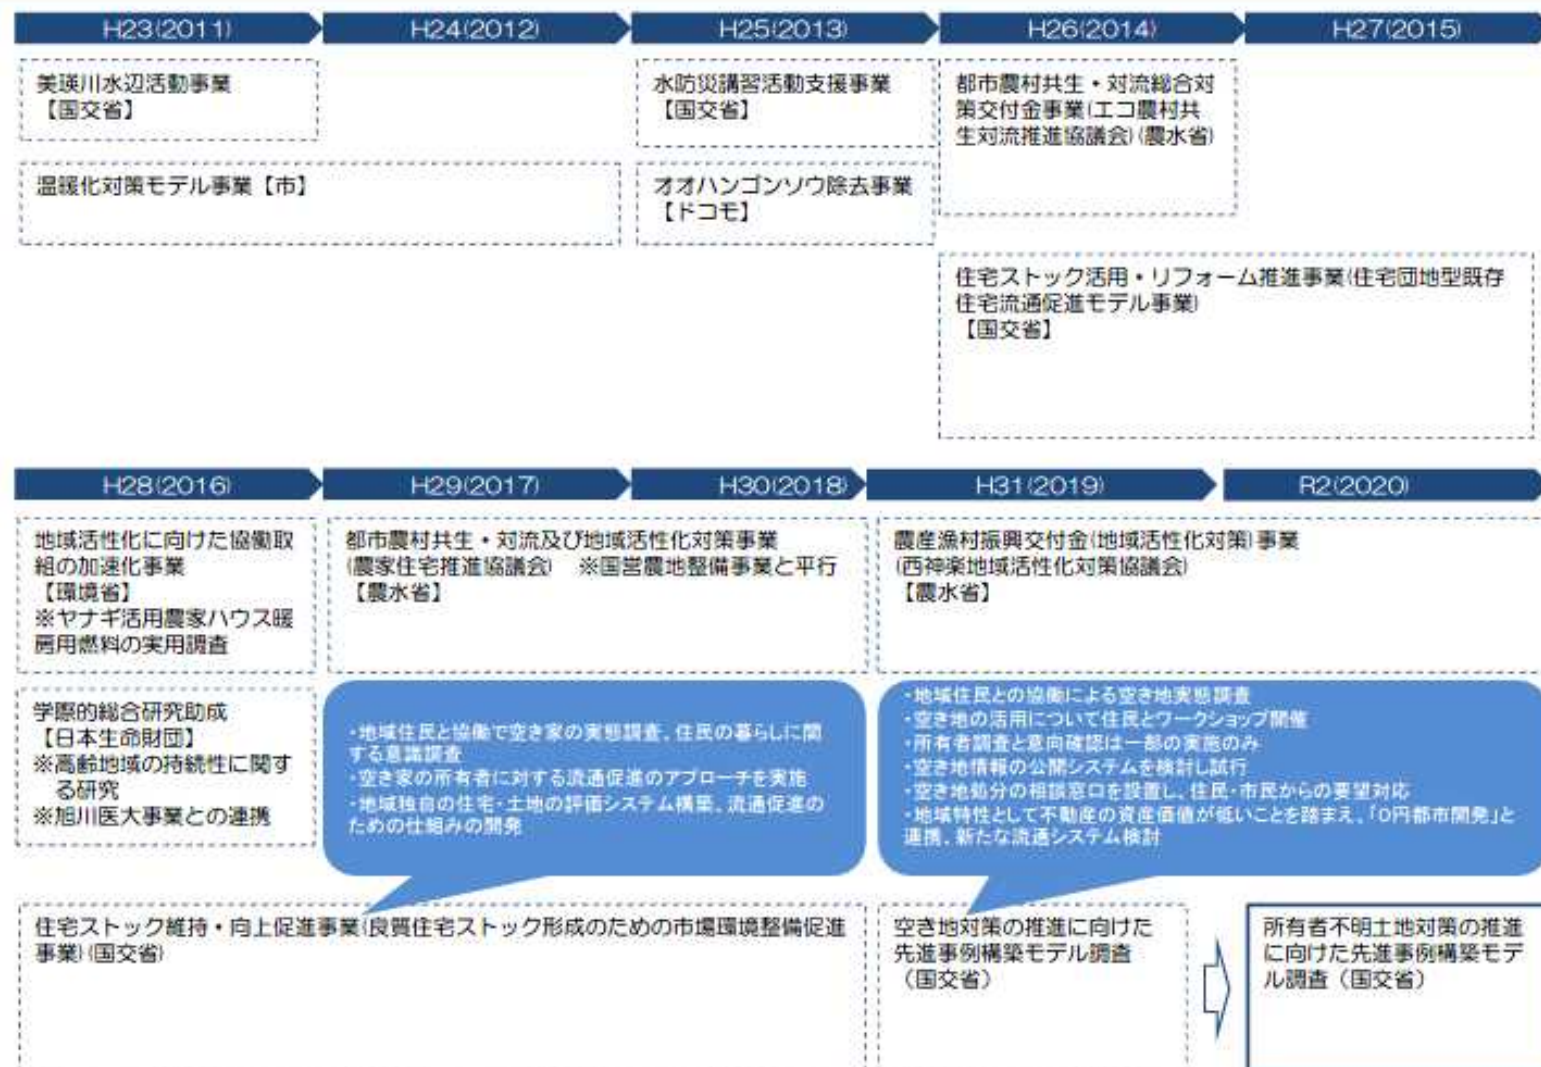 H23(2011)
H24(2012)
H25(2013)
H26(2014)
H27(2015)
美瑛川水辺活動事業
【国交省】
水防災講習活動支援事業
【国交省】
都市農村共生・対流総合対
策交付金事業(エコ農村共
生対流推進協議会)(農水省)
温暖化対策モデル事業【市】
オオハンゴンソウ除去事業
【ドコモ】
住宅ストック活用・リフォーム推進事業(住宅団地型既存
住宅流通促進モデル事業)
【国交省】
H28(2016)
H29(2017)
H30(2018)
H31(2019)
R2(2020)
地域活性化に向けた協働取
組の加速化事業
【環境省】
※ヤナギ活用農家ハウス暖
房用燃料の実用調査
都市農村共生・対流及び地域活性化対策事業
(農家住宅推進協議会)　※国営農地整備事業と平行
【農水省】
農産漁村振興交付金(地域活性化対策)事業
(西神楽地域活性化対策協議会)
【農水省】
学際的総合研究助成
【日本生命財団】
※高齢地域の持続性に関す
る研究
※旭川医大事業との連携
・地域住民と協働で空き家の実態調査、住民の暮らしに関
する意識調査
・空き家の所有者に対する流通促進のアプローチを実施
・地域独自の住宅・土地の評価システム構築、流通促進の
ための仕組みの開発
・地域住民との協働による空き地実態調査
・空き地の活用について住民とワークショップ開催
・所有者調査と意向確認は一部の実施のみ
・空き地情報の公開システムを検討し試行
・空き地処分の相談窓口を設置し、住民・市民からの要望対応
・地域特性として不動産の資産価値が低いことを踏まえ、「0円都市開発」と
連携、新たな流通システム検討
住宅ストック維持・向上促進事業(良質住宅ストック形成のための市場環境整備促進
事業)(国交省)
空き地対策の推進に向けた
先進事例構築モデル調査
（国交省）
所有者不明土地対策の推進
に向けた先進事例構築モデ
ル調査（国交省）